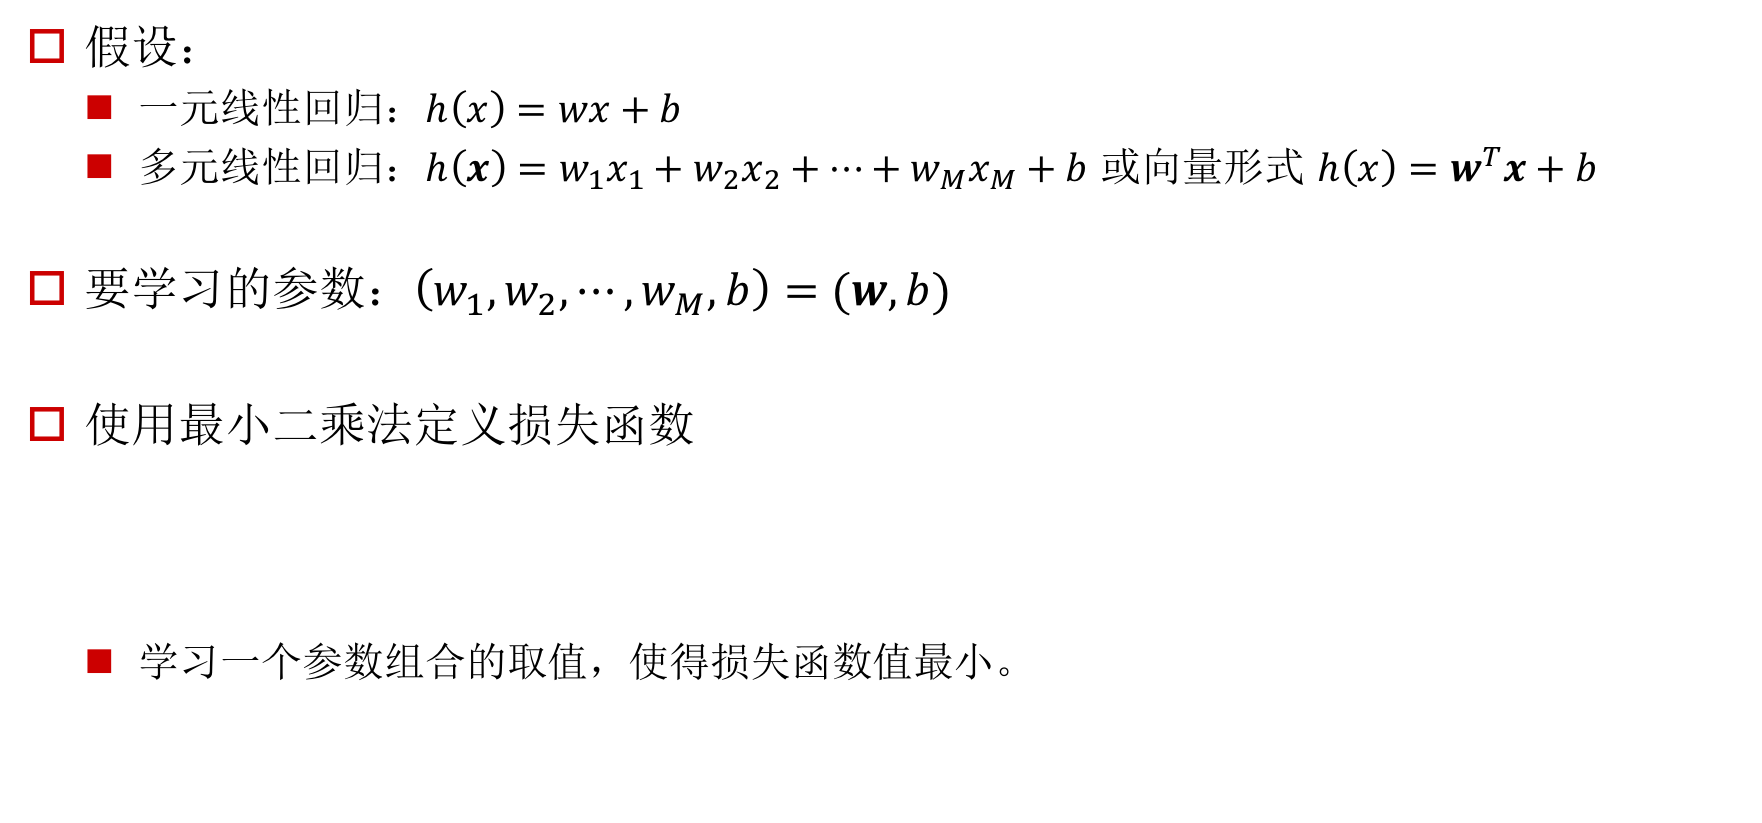 假设：
一元线性回归：h(x) = wx + b
多元线性回归：h(𝒙) = w₁x₁ + w₂x₂ + ⋯ + w_M x_M + b 或向量形式 h(x) = 𝒘ᵀ𝒙 + b
要学习的参数：(w₁, w₂, ⋯ , w_M, b) = (𝒘, b)
使用最小二乘法定义损失函数
学习一个参数组合的取值，使得损失函数值最小。